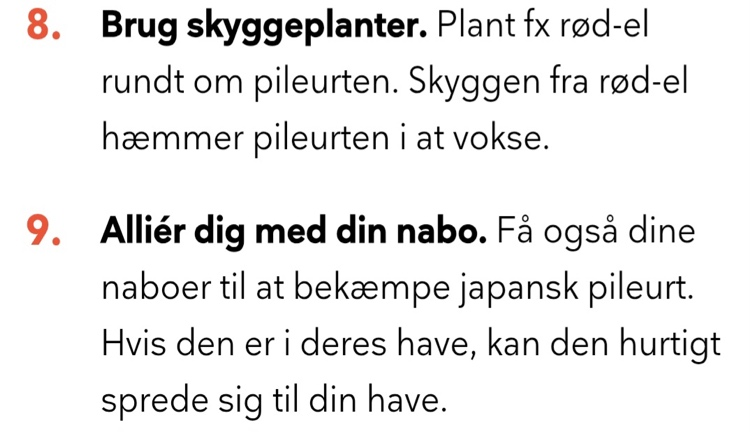 8. Brug skyggeplanter. Plant fx rød-el
rundt om pileurten. Skyggen fra rød-el
hæmmer pileurten i at vokse.
9. Alliér dig med din nabo. Få også dine
naboer til at bekæmpe japansk pileurt.
Hvis den er i deres have, kan den hurtigt
sprede sig til din have.